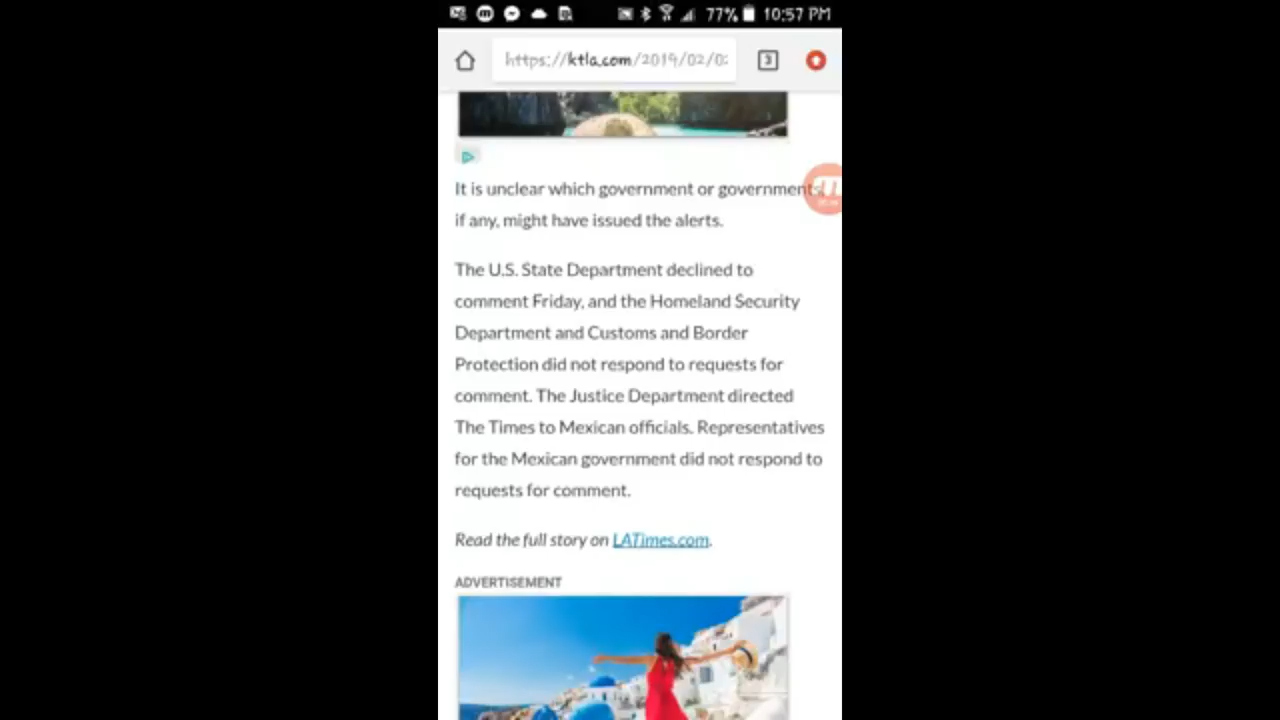 77% 10:57 PM
https://ktla.com/2019/02/0
3
It is unclear which government or governments,
if any, might have issued the alerts.
The U.S. State Department declined to
comment Friday, and the Homeland Security
Department and Customs and Border
Protection did not respond to requests for
comment. The Justice Department directed
The Times to Mexican officials. Representatives
for the Mexican government did not respond to
requests for comment.
Read the full story on LATimes.com.
ADVERTISEMENT